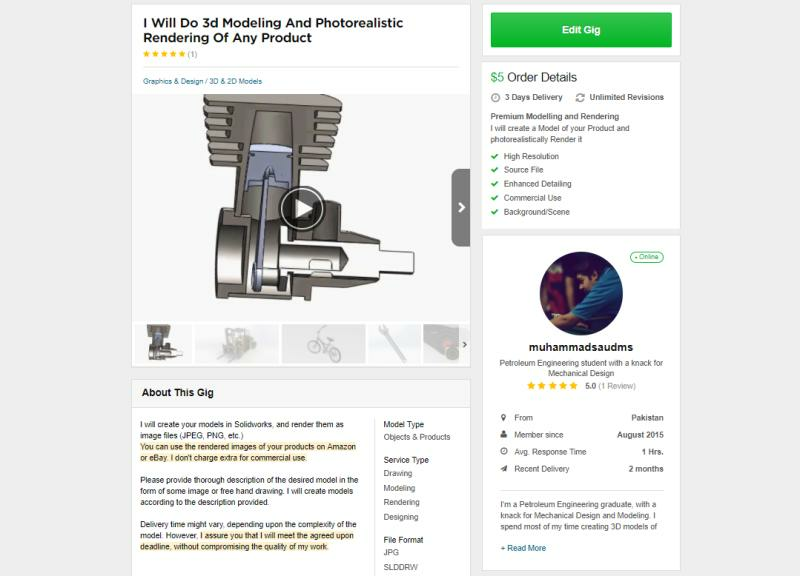 I Will Do 3d Modeling And Photorealistic
Rendering Of Any Product
(1)
Graphics & Design / 3D & 2D Models
About This Gig
I will create your models in Solidworks, and render them as
image files (JPEG, PNG, etc.)
You can use the rendered images of your products on Amazon
or eBay. I don't charge extra for commercial use.
Please provide thorough description of the desired model in the
form of some image or free hand drawing. I will create models
according to the description provided.
Delivery time might vary, depending upon the complexity of the
model. However, I assure you that I will meet the agreed upon
deadline, without compromising the quality of my work.
Model Type
Objects & Products
Service Type
Drawing
Modeling
Rendering
Designing
File Format
JPG
SLDDRW
Edit Gig
$5 Order Details
3 Days Delivery Unlimited Revisions
Premium Modelling and Rendering
I will create a Model of your Product and
photorealistically Render it
High Resolution
Source File
Enhanced Detailing
Commercial Use
Background/Scene
Online
muhammadsaudms
Petroleum Engineering student with a knack for
Mechanical Design
5.0 (1 Review)
From Pakistan
Member since August 2015
Avg. Response Time 1 Hrs.
Recent Delivery 2 months
I'm a Petroleum Engineering graduate, with a
knack for Mechanical Design and Modeling. I
spend most of my time creating 3D models of
+ Read More